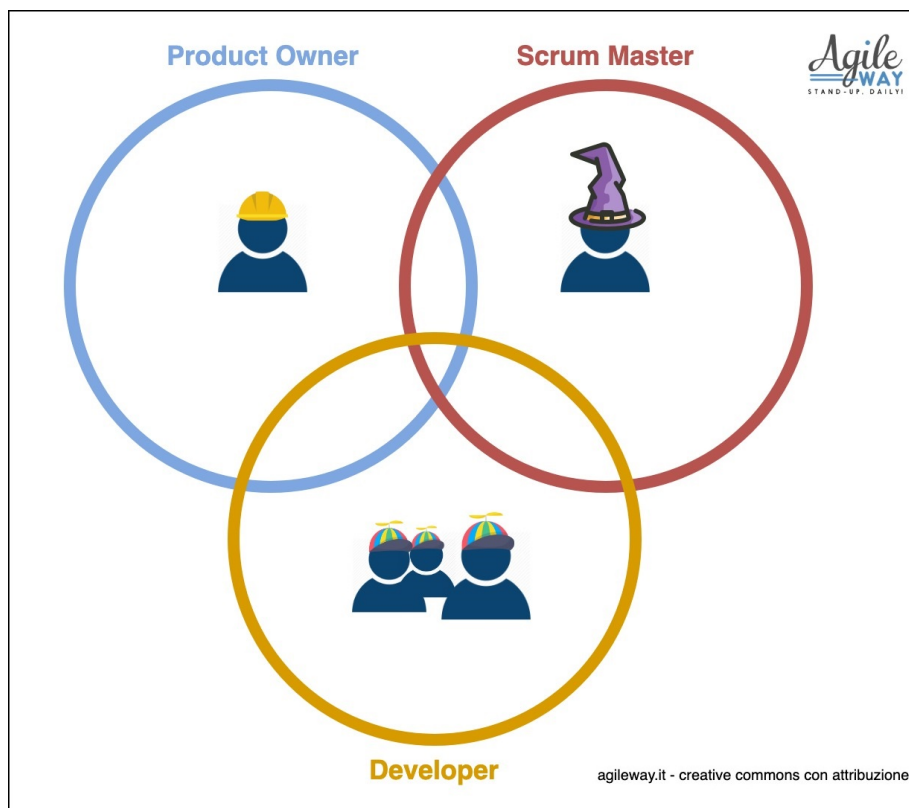 Product Owner
Scrum Master
Agile
WAY
STAND-UP, DAILY!
Developer
agileway.it - creative commons con attribuzione